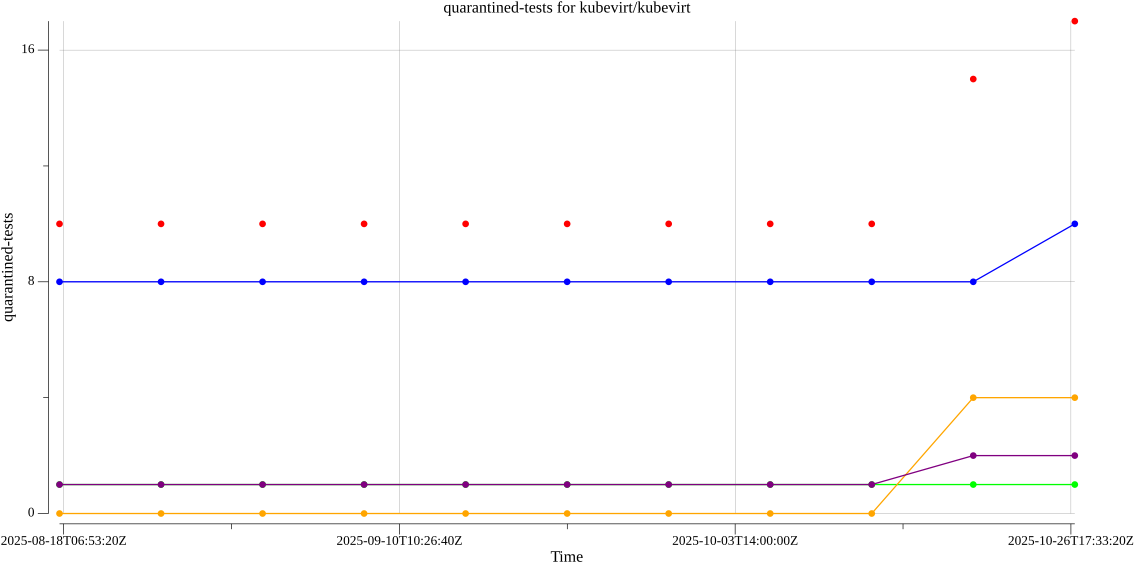 quarantined-tests for kubevirt/kubevirt
16
8
0
quarantined-tests
2025-08-18T06:53:20Z 2025-09-10T10:26:40Z 2025-10-03T14:00:00Z 2025-10-26T17:33:20Z
Time